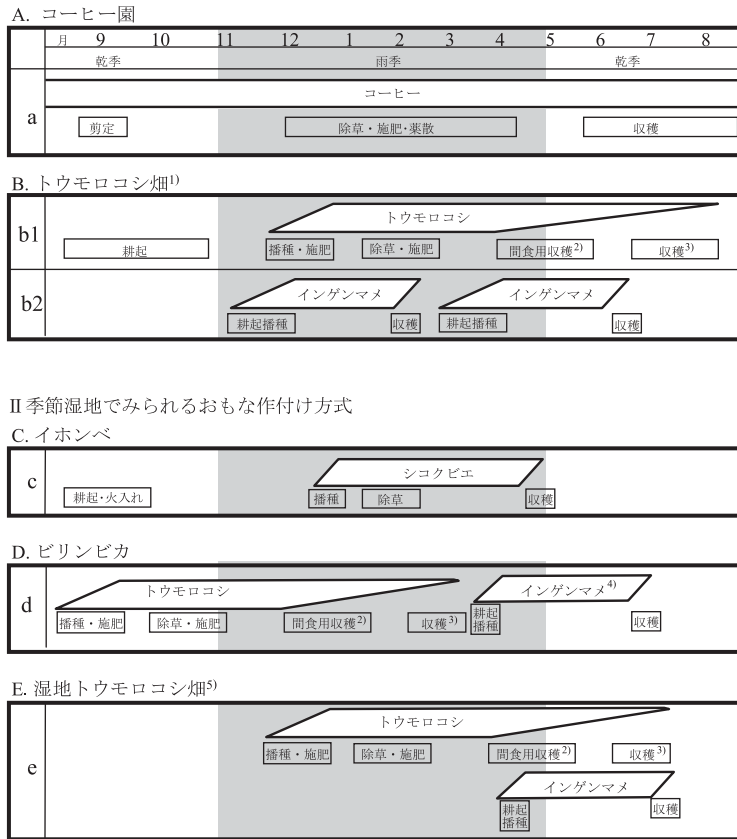 A. コーヒー園
月 9 10 11 12 1 2 3 4 5 6 7 8
乾季 雨季 乾季
コーヒー
a
剪定 除草・施肥・薬散 収穫
B. トウモロコシ畑1)
トウモロコシ
b1
耕起 播種・施肥 除草・施肥 間食用収穫2) 収穫3)
b2
インゲンマメ インゲンマメ
耕起播種 収穫 耕起播種 収穫
Ⅱ季節湿地でみられるおもな作付け方式
C. イホンベ
シコクビエ
c
耕起・火入れ 播種 除草 収穫
D. ビリンビカ
トウモロコシ インゲンマメ4)
d
播種・施肥 除草・施肥 間食用収穫2) 収穫3) 耕起
播種 収穫
E. 湿地トウモロコシ畑5)
トウモロコシ
播種・施肥 除草・施肥 間食用収穫2) 収穫3)
e
インゲンマメ
耕起
播種 収穫